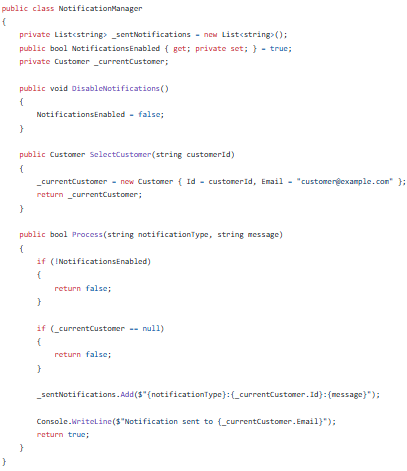 public class NotificationManager
{
private List<string> _sentNotifications = new List<string>();
public bool NotificationsEnabled { get; private set; } = true;
private Customer _currentCustomer;
public void DisableNotifications()
{
NotificationsEnabled = false;
}
public Customer SelectCustomer(string customerId)
{
_currentCustomer = new Customer { Id = customerId, Email = "customer@example.com" };
return _currentCustomer;
}
public bool Process(string notificationType, string message)
{
if (!NotificationsEnabled)
{
return false;
}
if (_currentCustomer == null)
{
return false;
}
_sentNotifications.Add($"{notificationType}:{_currentCustomer.Id}:{message}");
Console.WriteLine($"Notification sent to {_currentCustomer.Email}");
return true;
}
}